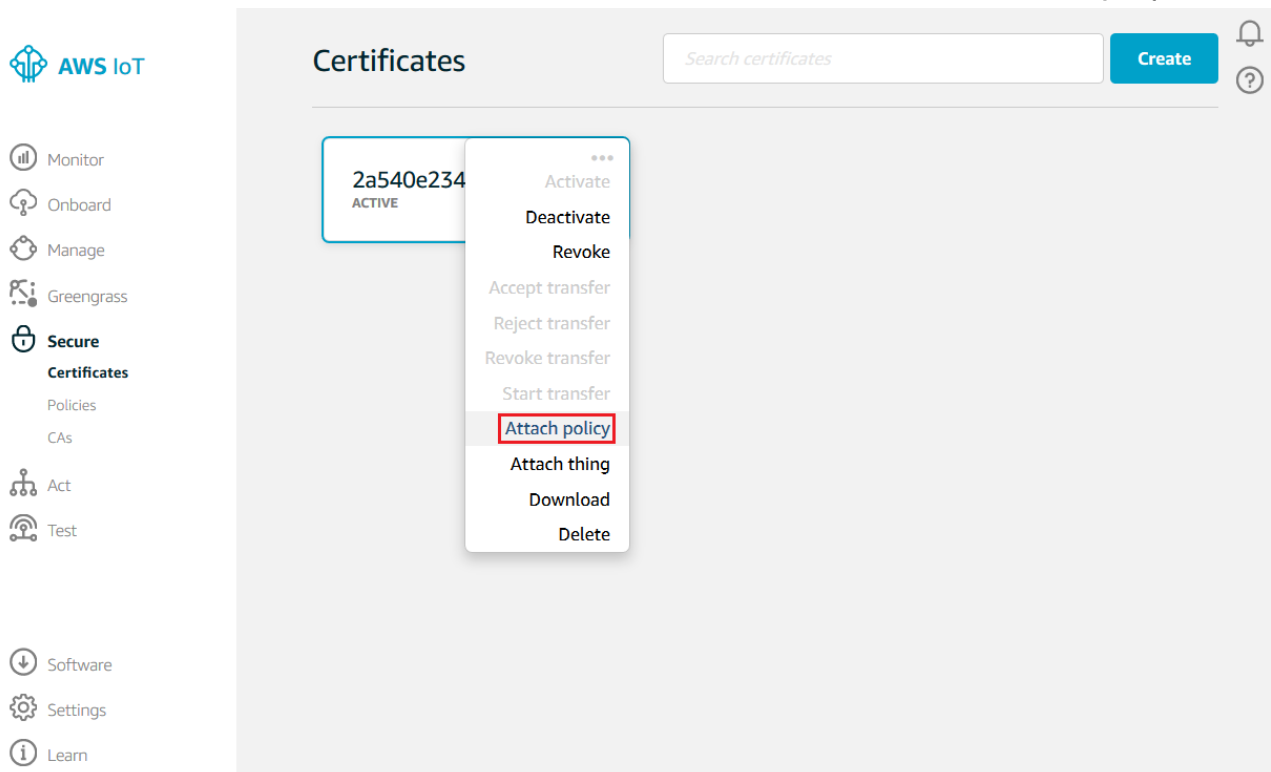 AWS IoT
Monitor
Onboard
Manage
Greengrass
Secure
Certificates
Policies
CAs
Act
Test
Software
Settings
Learn
Certificates
Search certificates
Create
2a540e234
ACTIVE
Activate
Deactivate
Revoke
Accept transfer
Reject transfer
Revoke transfer
Start transfer
Attach policy
Attach thing
Download
Delete